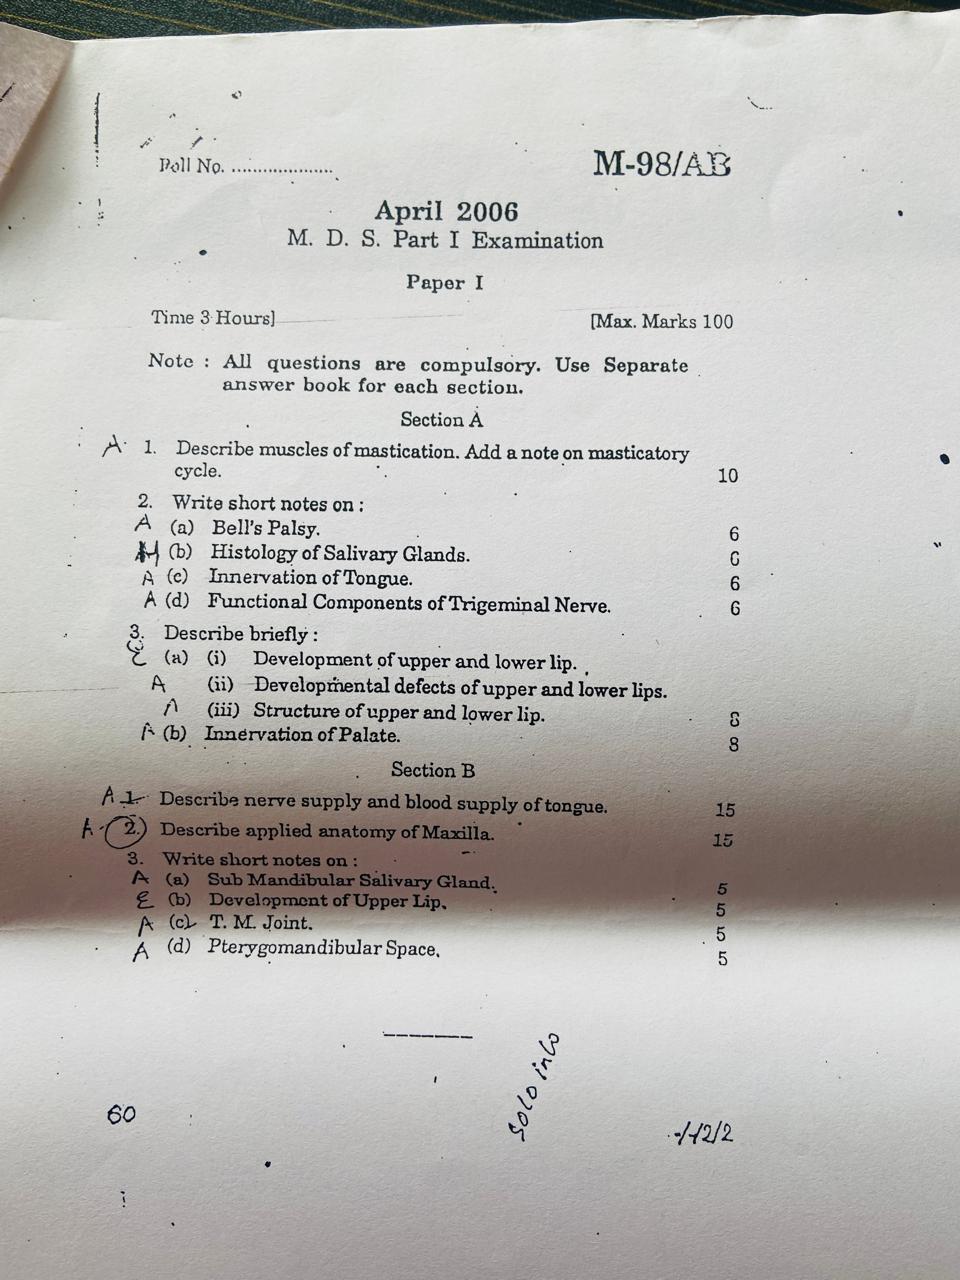 Roll No. ....................
M-98/AB
April 2006
M. D. S. Part I Examination
Paper I
Time 3 Hours]
[Max. Marks 100
Note : All questions are compulsory. Use Separate
answer book for each section.
Section A
A 1. Describe muscles of mastication. Add a note on masticatory
cycle. 10
2. Write short notes on :
A (a) Bell's Palsy. 6
H (b) Histology of Salivary Glands. 6
A (c) Innervation of Tongue. 6
A (d) Functional Components of Trigeminal Nerve. 6
3. Describe briefly :
E (a) (i) Development of upper and lower lip.
A (ii) Developmental defects of upper and lower lips.
A (iii) Structure of upper and lower lip. 8
A (b) Innervation of Palate. 8
Section B
A 1. Describe nerve supply and blood supply of tongue. 15
A 2. Describe applied anatomy of Maxilla. 15
3. Write short notes on :
A (a) Sub Mandibular Salivary Gland. 5
E (b) Development of Upper Lip. 5
A (c) T. M. Joint. 5
A (d) Pterygomandibular Space. 5
60